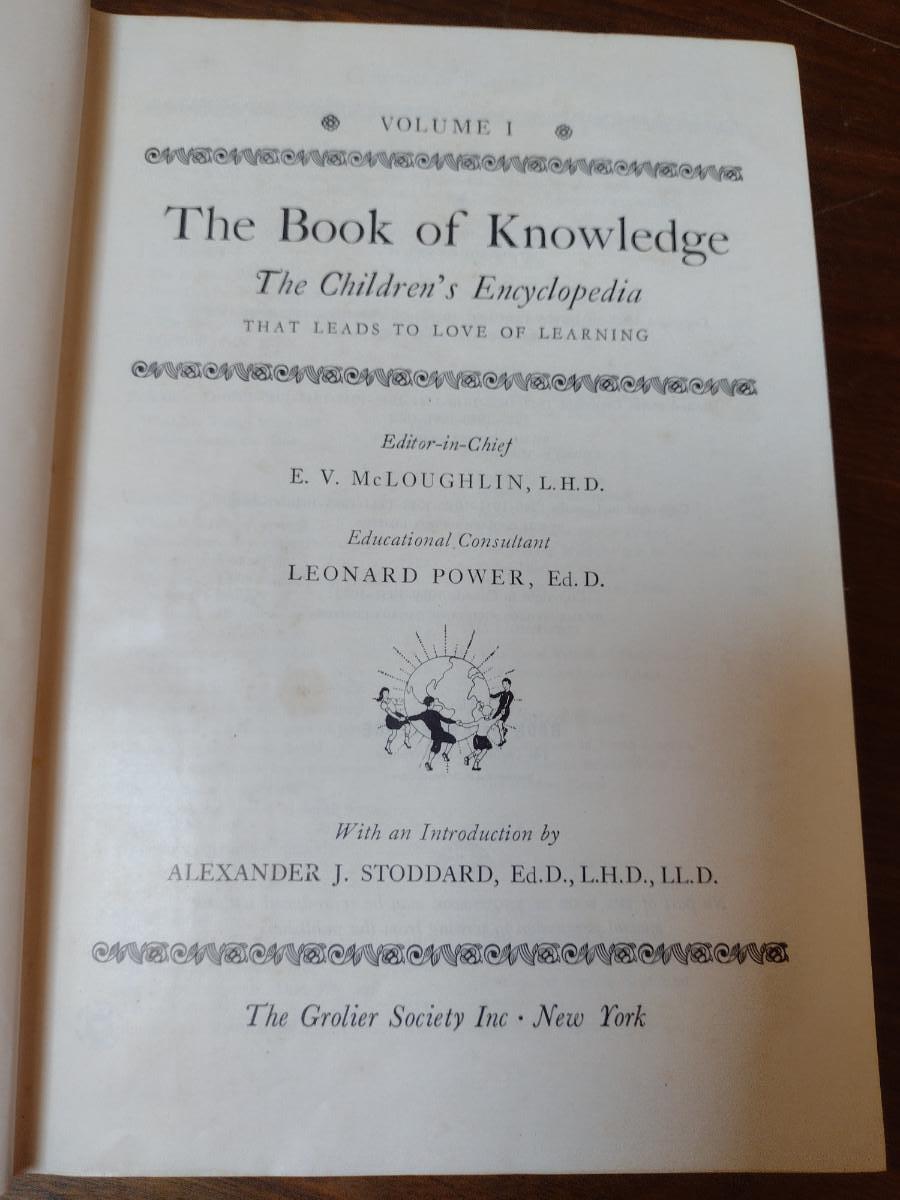 VOLUME I
The Book of Knowledge
The Children's Encyclopedia
THAT LEADS TO LOVE OF LEARNING
Editor-in-Chief
E. V. McLOUGHLIN, L.H.D.
Educational Consultant
LEONARD POWER, Ed.D.
With an Introduction by
ALEXANDER J. STODDARD, Ed.D., L.H.D., LL.D.
The Grolier Society Inc · New York